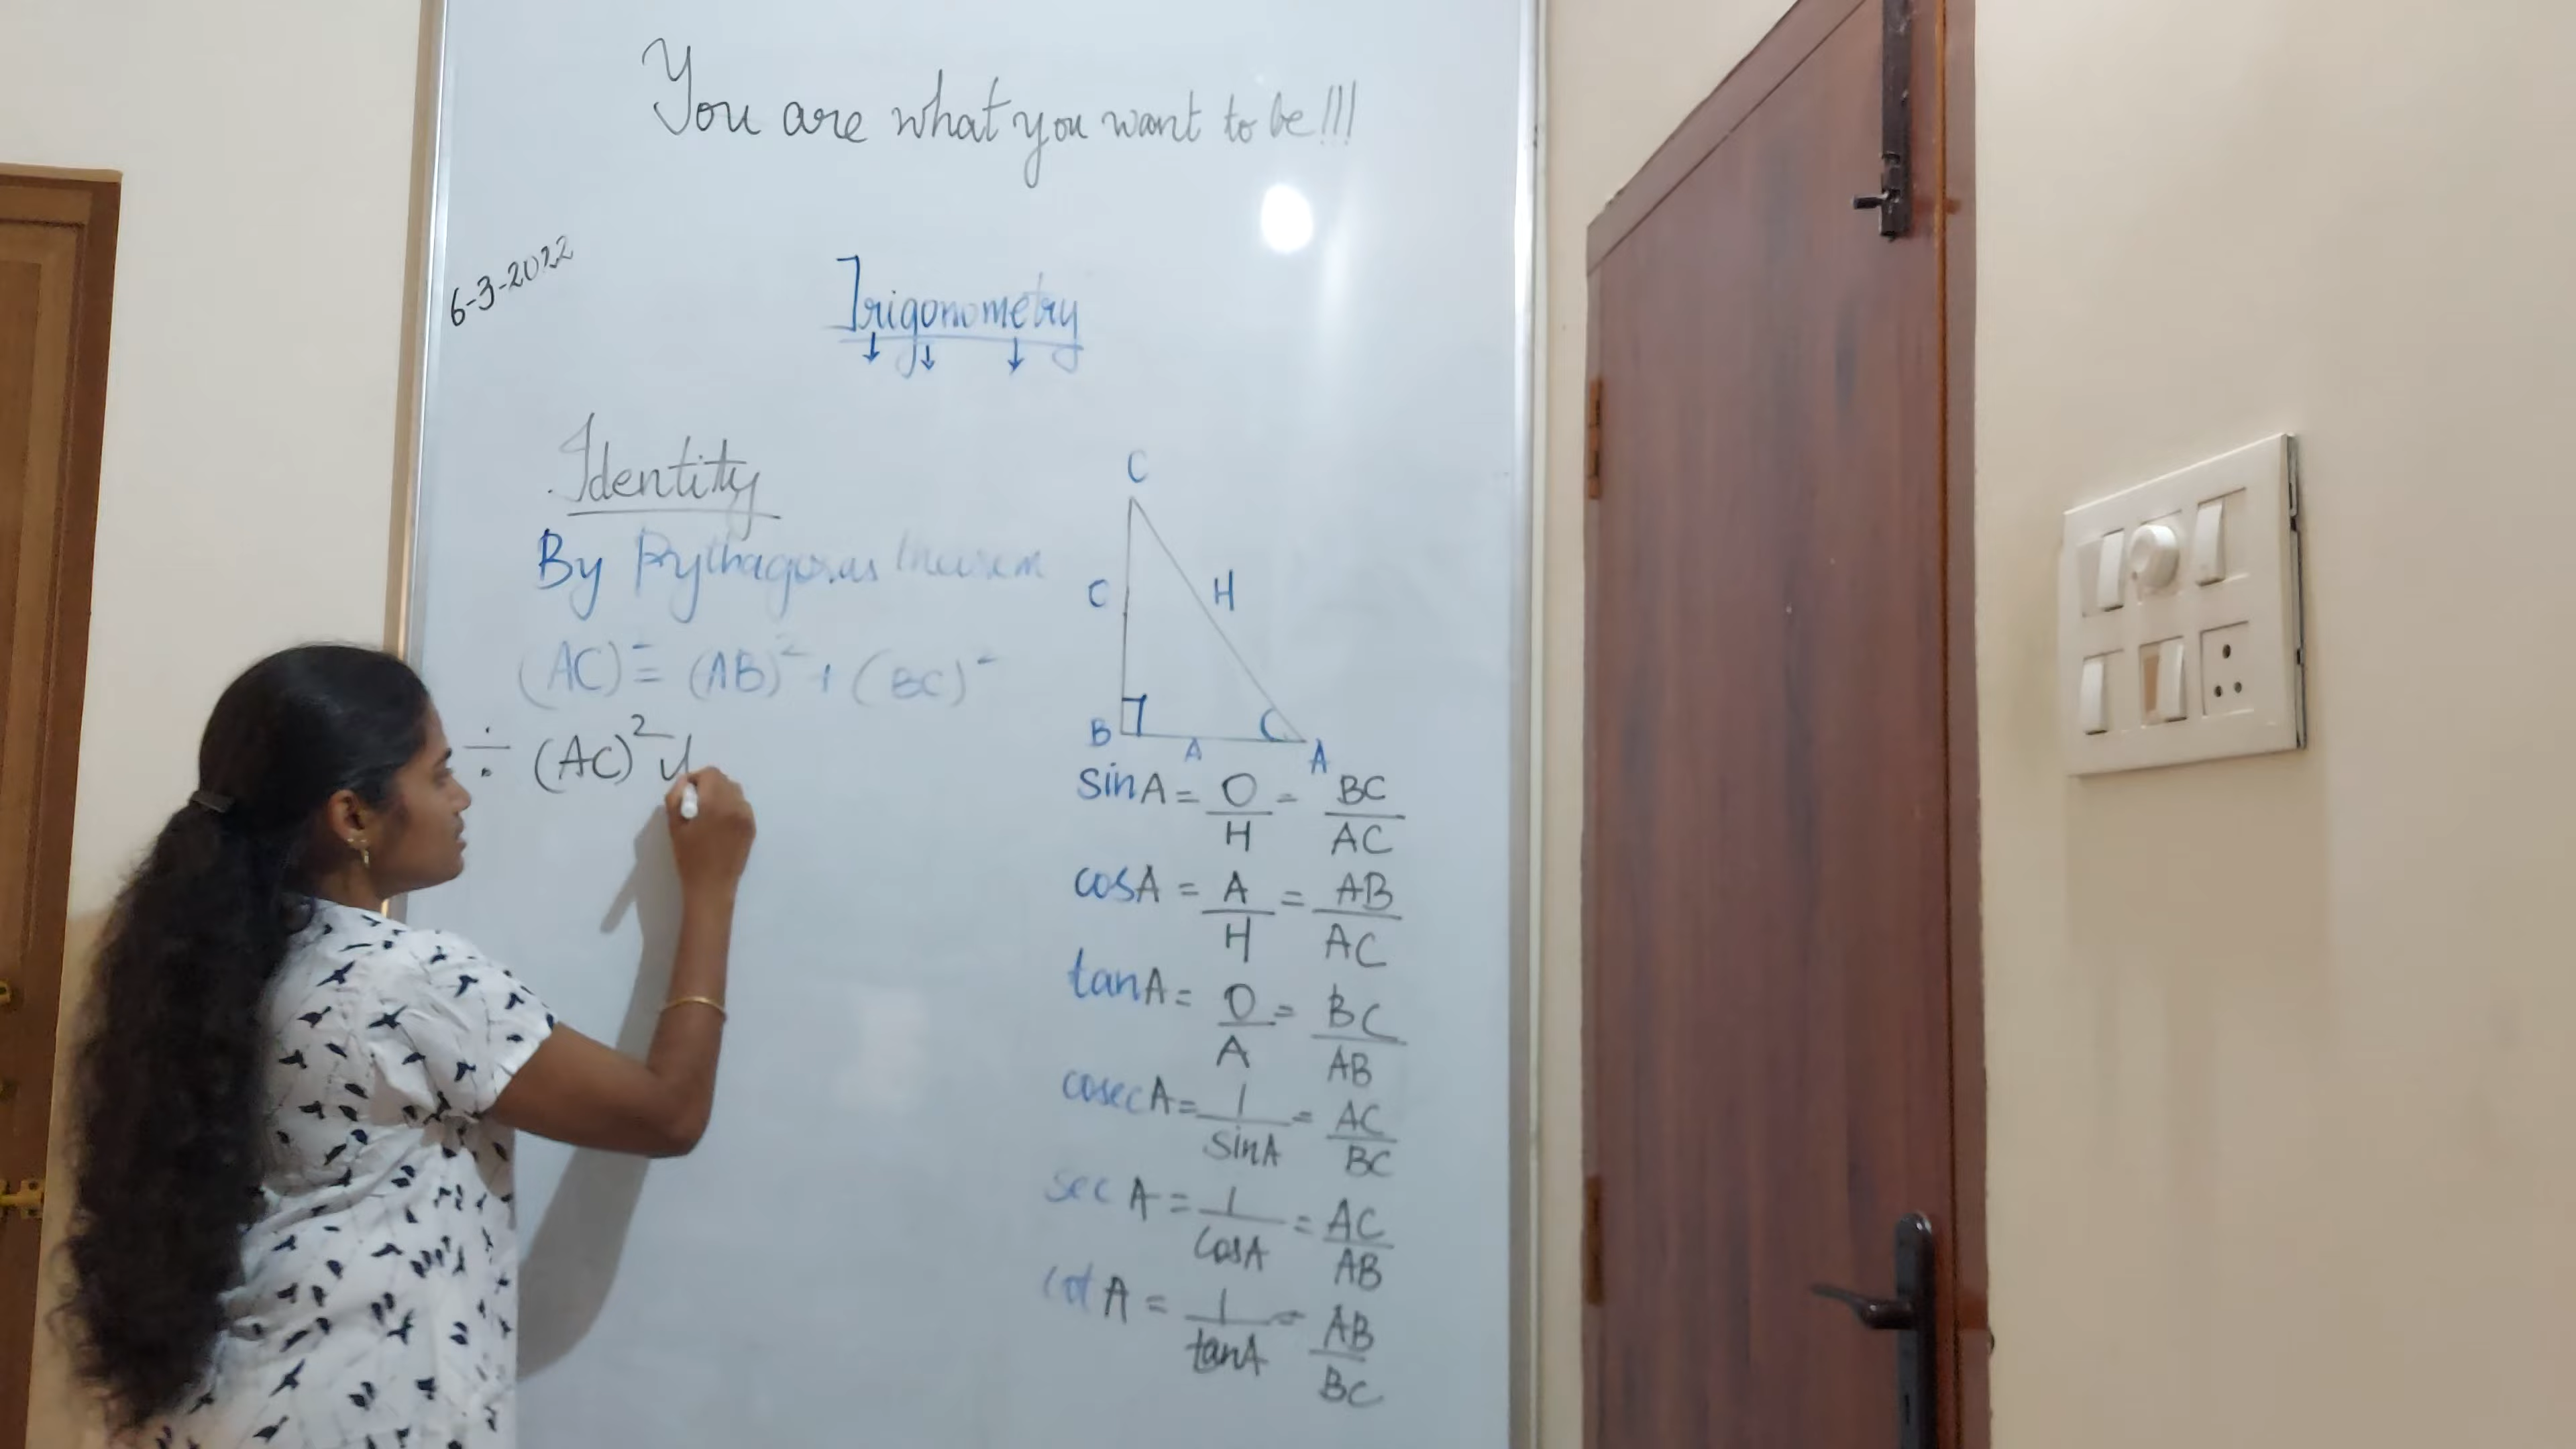 You are what you want to be!!!
6-3-2022
Trigonometry
↓ ↓ ↓
Identity
By Pythagoras theorem
(AC)² = (AB)² + (BC)²
÷ (AC)²
C
C H
B A A
sinA = O/H = BC/AC
cosA = A/H = AB/AC
tanA = O/A = BC/AB
cosecA = 1/sinA = AC/BC
sec A = 1/cosA = AC/AB
cot A = 1/tanA = AB/BC